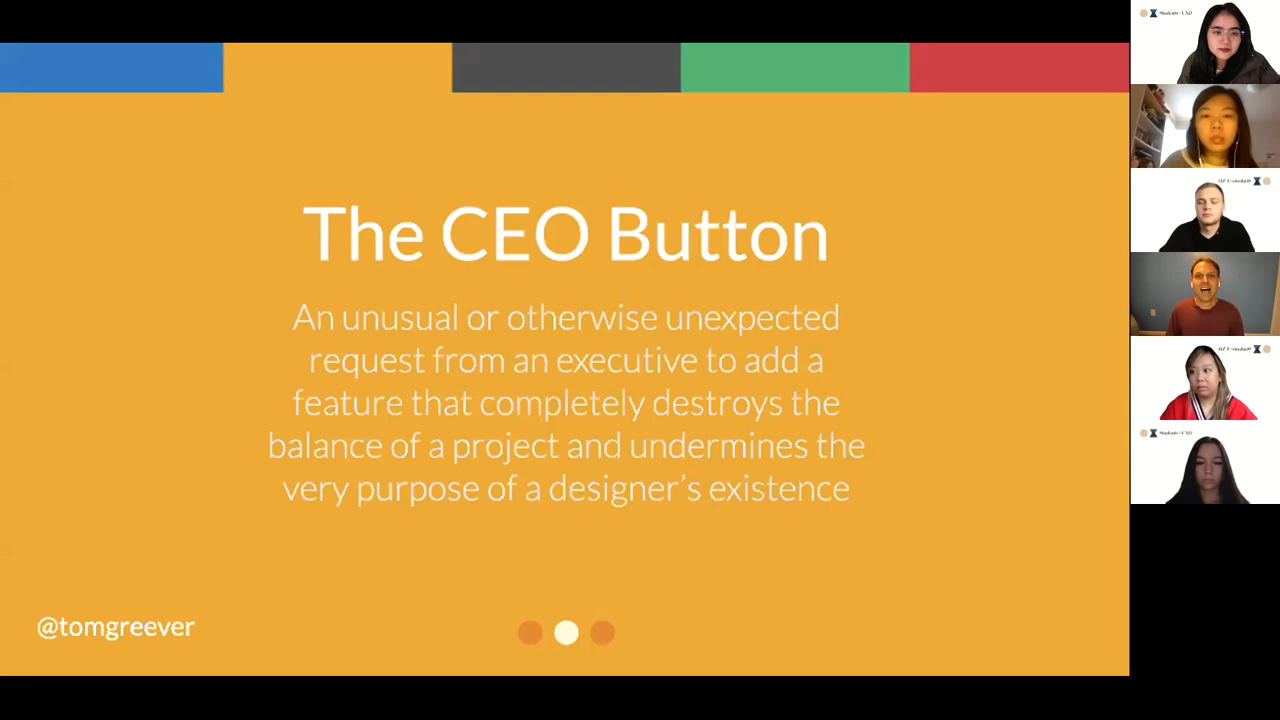 The CEO Button
An unusual or otherwise unexpected
request from an executive to add a
feature that completely destroys the
balance of a project and undermines the
very purpose of a designer’s existence
@tomgreever